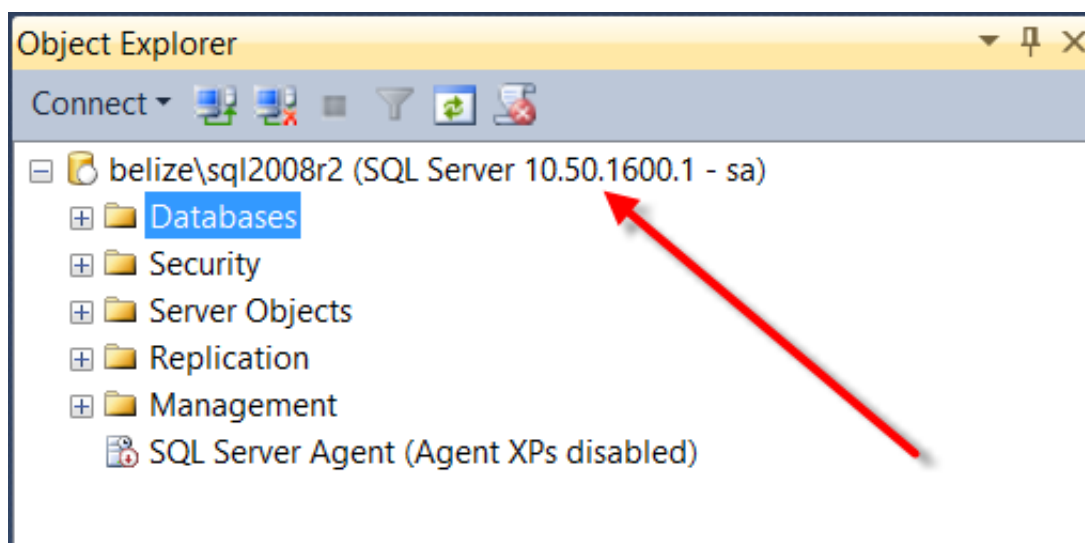 Object Explorer
Connect
belize\sql2008r2 (SQL Server 10.50.1600.1 - sa)
Databases
Security
Server Objects
Replication
Management
SQL Server Agent (Agent XPs disabled)